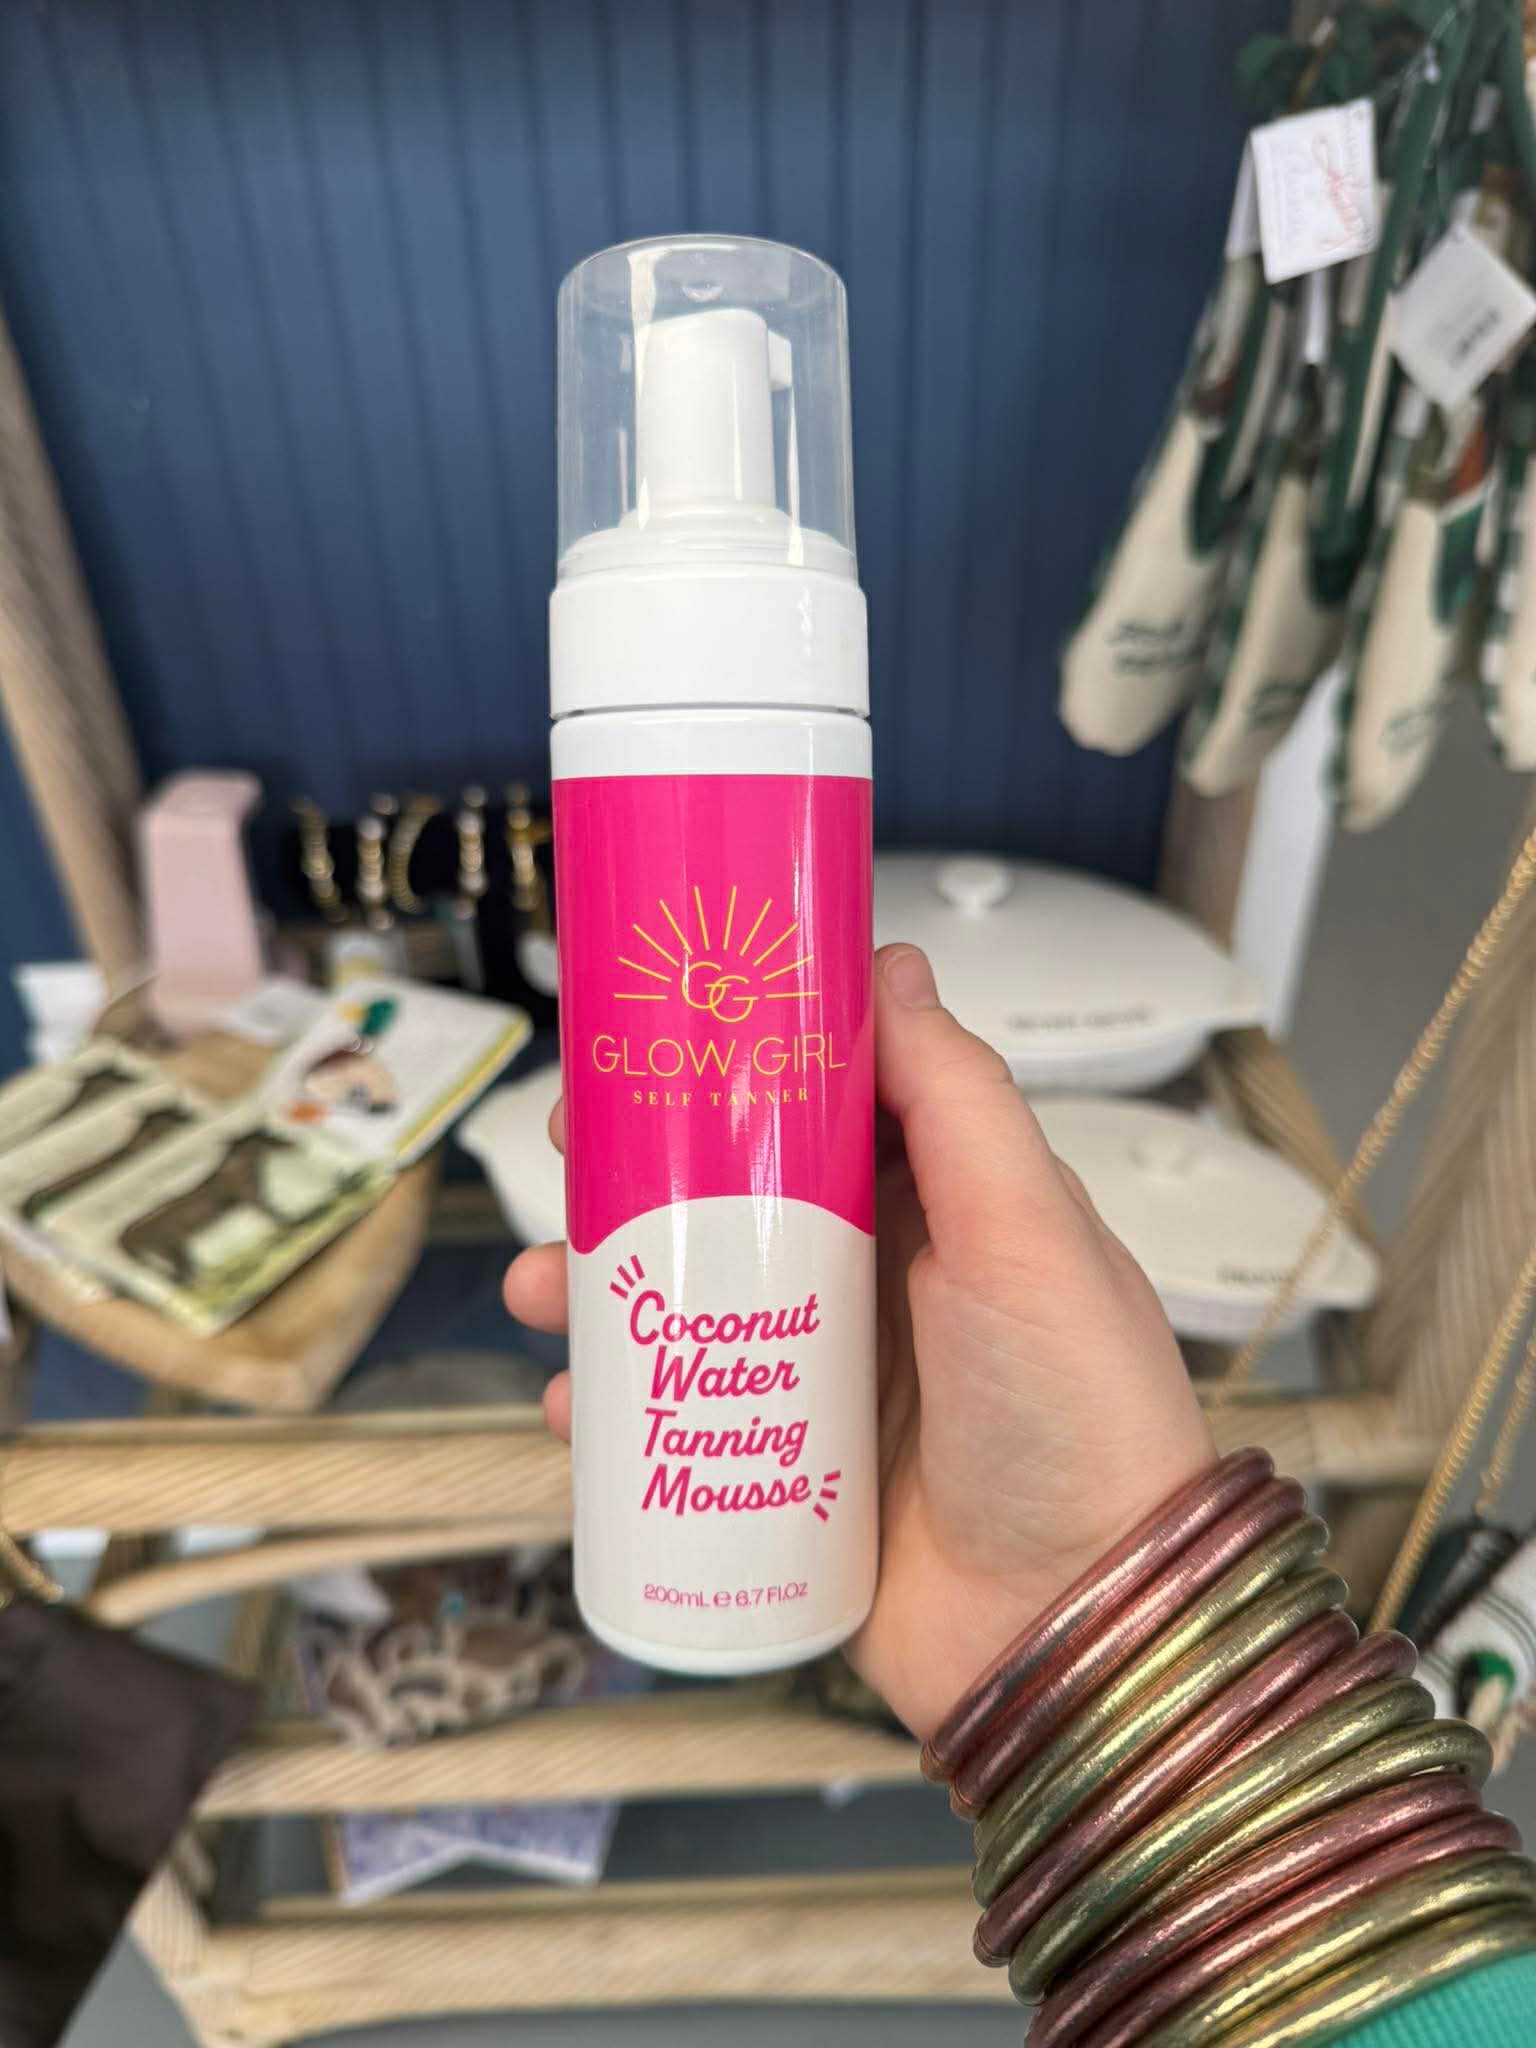 GG
GLOW GIRL
SELF TANNER
Coconut
Water
Tanning
Mousse
200mL e 6.7 Fl.Oz